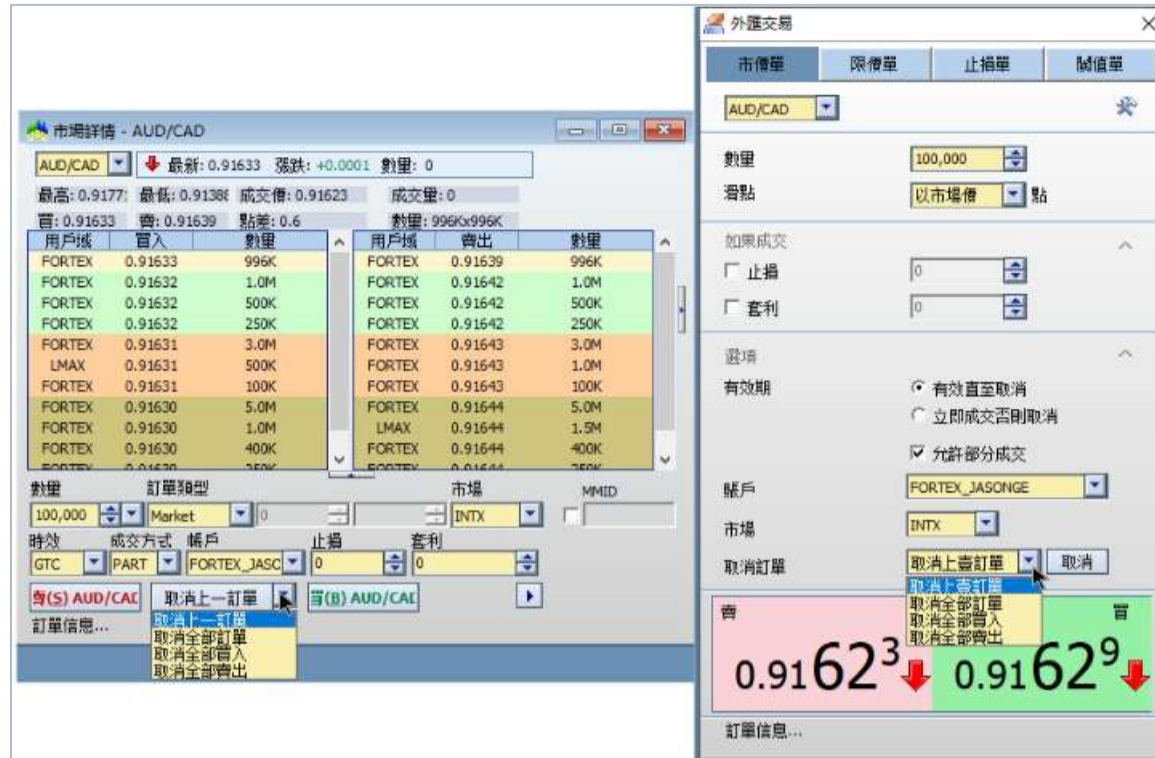 市場詳情 - AUD/CAD
AUD/CAD 最新: 0.91633 漲跌: +0.0001 數量: 0
最高: 0.9177 最低: 0.9138 成交價: 0.91623 成交量: 0
買: 0.91633 賣: 0.91639 點差: 0.6 數量: 996Kx996K
用戶域 買入 數量 用戶域 賣出 數量
FORTEX 0.91633 996K FORTEX 0.91639 996K
FORTEX 0.91632 1.0M FORTEX 0.91642 1.0M
FORTEX 0.91632 500K FORTEX 0.91642 500K
FORTEX 0.91632 250K FORTEX 0.91642 250K
FORTEX 0.91631 3.0M FORTEX 0.91643 3.0M
LMAX 0.91631 500K FORTEX 0.91643 1.0M
FORTEX 0.91631 100K FORTEX 0.91643 100K
FORTEX 0.91630 5.0M FORTEX 0.91644 5.0M
FORTEX 0.91630 1.0M LMAX 0.91644 1.5M
FORTEX 0.91630 400K FORTEX 0.91644 400K
FORTEX 0.91630 250K FORTEX 0.91644 250K
數量 訂單類型 市場 MMID
100,000 Market 0 INTX
時效 成交方式 帳戶 止損 套利
GTC PART FORTEX_JASC 0 0
賣(S) AUD/CAD 取消上一訂單 買(B) AUD/CAD
訂單信息...
取消上一訂單
取消全部訂單
取消全部買入
取消全部賣出
外匯交易
市價單 限價單 止損單 閾值單
AUD/CAD
數量 100,000
滑點 以市場價 點
如果成交
止損 0
套利 0
選項
有效期 有效直至取消
立即成交否則取消
允許部分成交
賬戶 FORTEX_JASONGE
市場 INTX
取消訂單 取消上壹訂單 取消
取消上壹訂單
取消全部訂單
取消全部買入
取消全部賣出
賣 買
0.91623 0.91629
訂單信息...